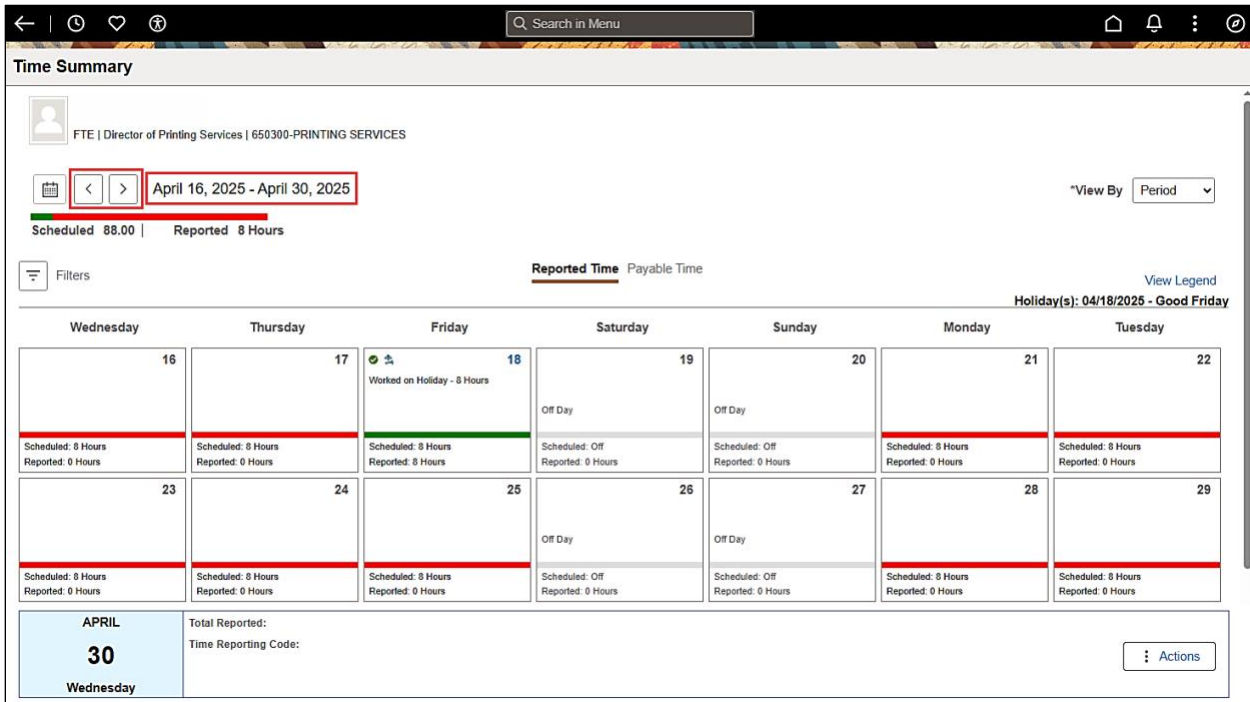 Search in Menu
Time Summary
FTE | Director of Printing Services | 650300-PRINTING SERVICES
April 16, 2025 - April 30, 2025
*View By Period
Scheduled 88.00 | Reported 8 Hours
Filters
Reported Time Payable Time
View Legend
Holiday(s): 04/18/2025 - Good Friday
Wednesday Thursday Friday Saturday Sunday Monday Tuesday
16 17 18 19 20 21 22
Worked on Holiday - 8 Hours
Off Day Off Day
Scheduled: 8 Hours Scheduled: 8 Hours Scheduled: 8 Hours Scheduled: Off Scheduled: Off Scheduled: 8 Hours Scheduled: 8 Hours
Reported: 0 Hours Reported: 0 Hours Reported: 8 Hours Reported: 0 Hours Reported: 0 Hours Reported: 0 Hours Reported: 0 Hours
23 24 25 26 27 28 29
Off Day Off Day
Scheduled: 8 Hours Scheduled: 8 Hours Scheduled: 8 Hours Scheduled: Off Scheduled: Off Scheduled: 8 Hours Scheduled: 8 Hours
Reported: 0 Hours Reported: 0 Hours Reported: 0 Hours Reported: 0 Hours Reported: 0 Hours Reported: 0 Hours Reported: 0 Hours
APRIL
30
Wednesday
Total Reported:
Time Reporting Code:
Actions